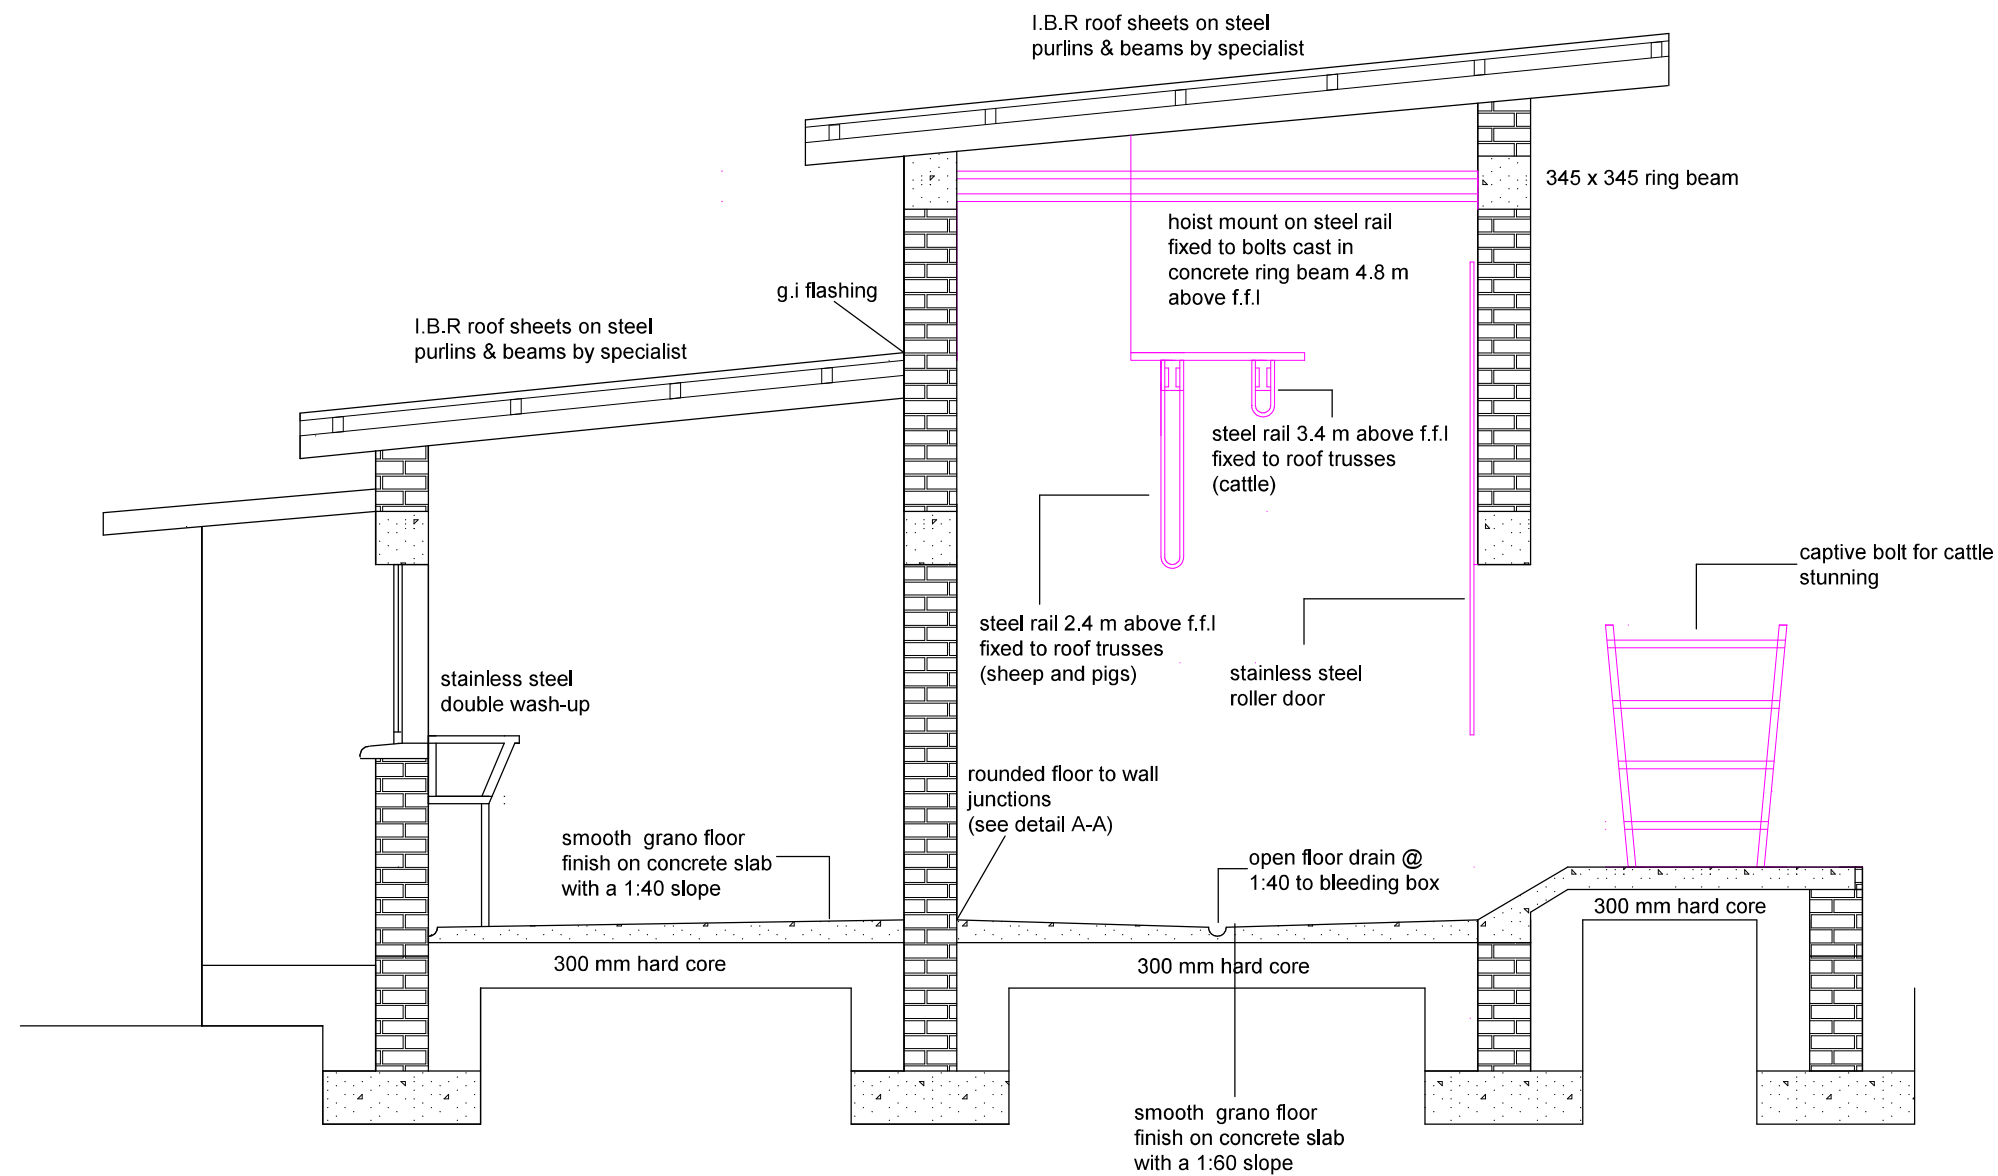 I.B.R roof sheets on steel
purlins & beams by specialist
345 x 345 ring beam
hoist mount on steel rail
fixed to bolts cast in
concrete ring beam 4.8 m
above f.f.l
g.i flashing
I.B.R roof sheets on steel
purlins & beams by specialist
steel rail 3.4 m above f.f.l
fixed to roof trusses
(cattle)
captive bolt for cattle
stunning
steel rail 2.4 m above f.f.l
fixed to roof trusses
(sheep and pigs)
stainless steel
roller door
stainless steel
double wash-up
rounded floor to wall
junctions
(see detail A-A)
smooth grano floor
finish on concrete slab
with a 1:40 slope
open floor drain @
1:40 to bleeding box
300 mm hard core
300 mm hard core
300 mm hard core
smooth grano floor
finish on concrete slab
with a 1:60 slope